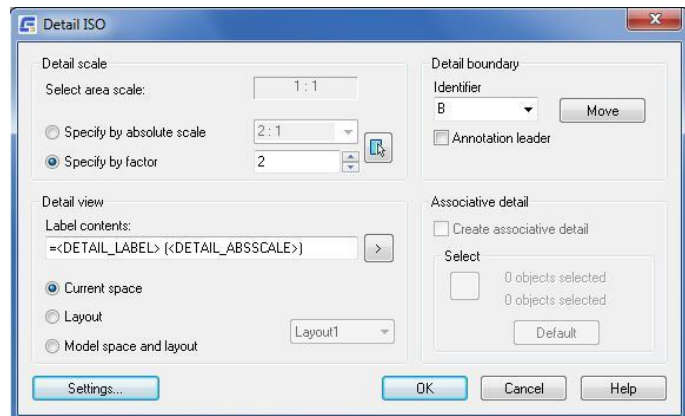 Detail ISO
Detail scale
Select area scale:
1 : 1
Specify by absolute scale
2 : 1
Specify by factor
2
Detail boundary
Identifier
B
Move
Annotation leader
Detail view
Label contents:
=<DETAIL_LABEL> (<DETAIL_ABSSCALE>)
>
Current space
Layout
Model space and layout
Layout1
Associative detail
Create associative detail
Select
0 objects selected
0 objects selected
Default
Settings...
OK
Cancel
Help